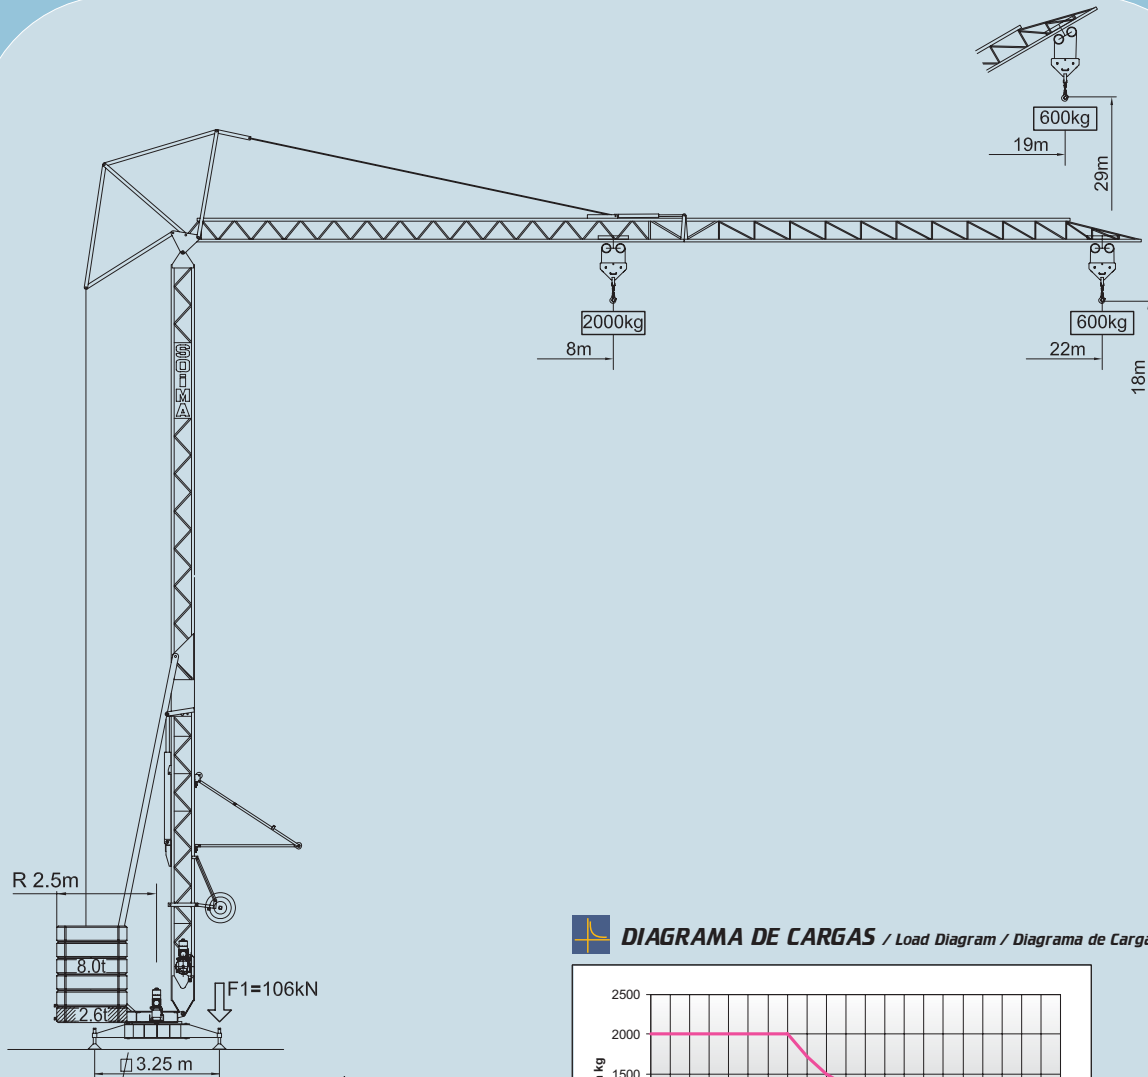 600kg
19m
29m
2000kg
8m
600kg
22m
18m
SOIMA
R 2.5m
8.0t
2.6t
F1=106kN
3.25 m
DIAGRAMA DE CARGAS / Load Diagram / Diagrama de Carga
2500
2000
1500
kg